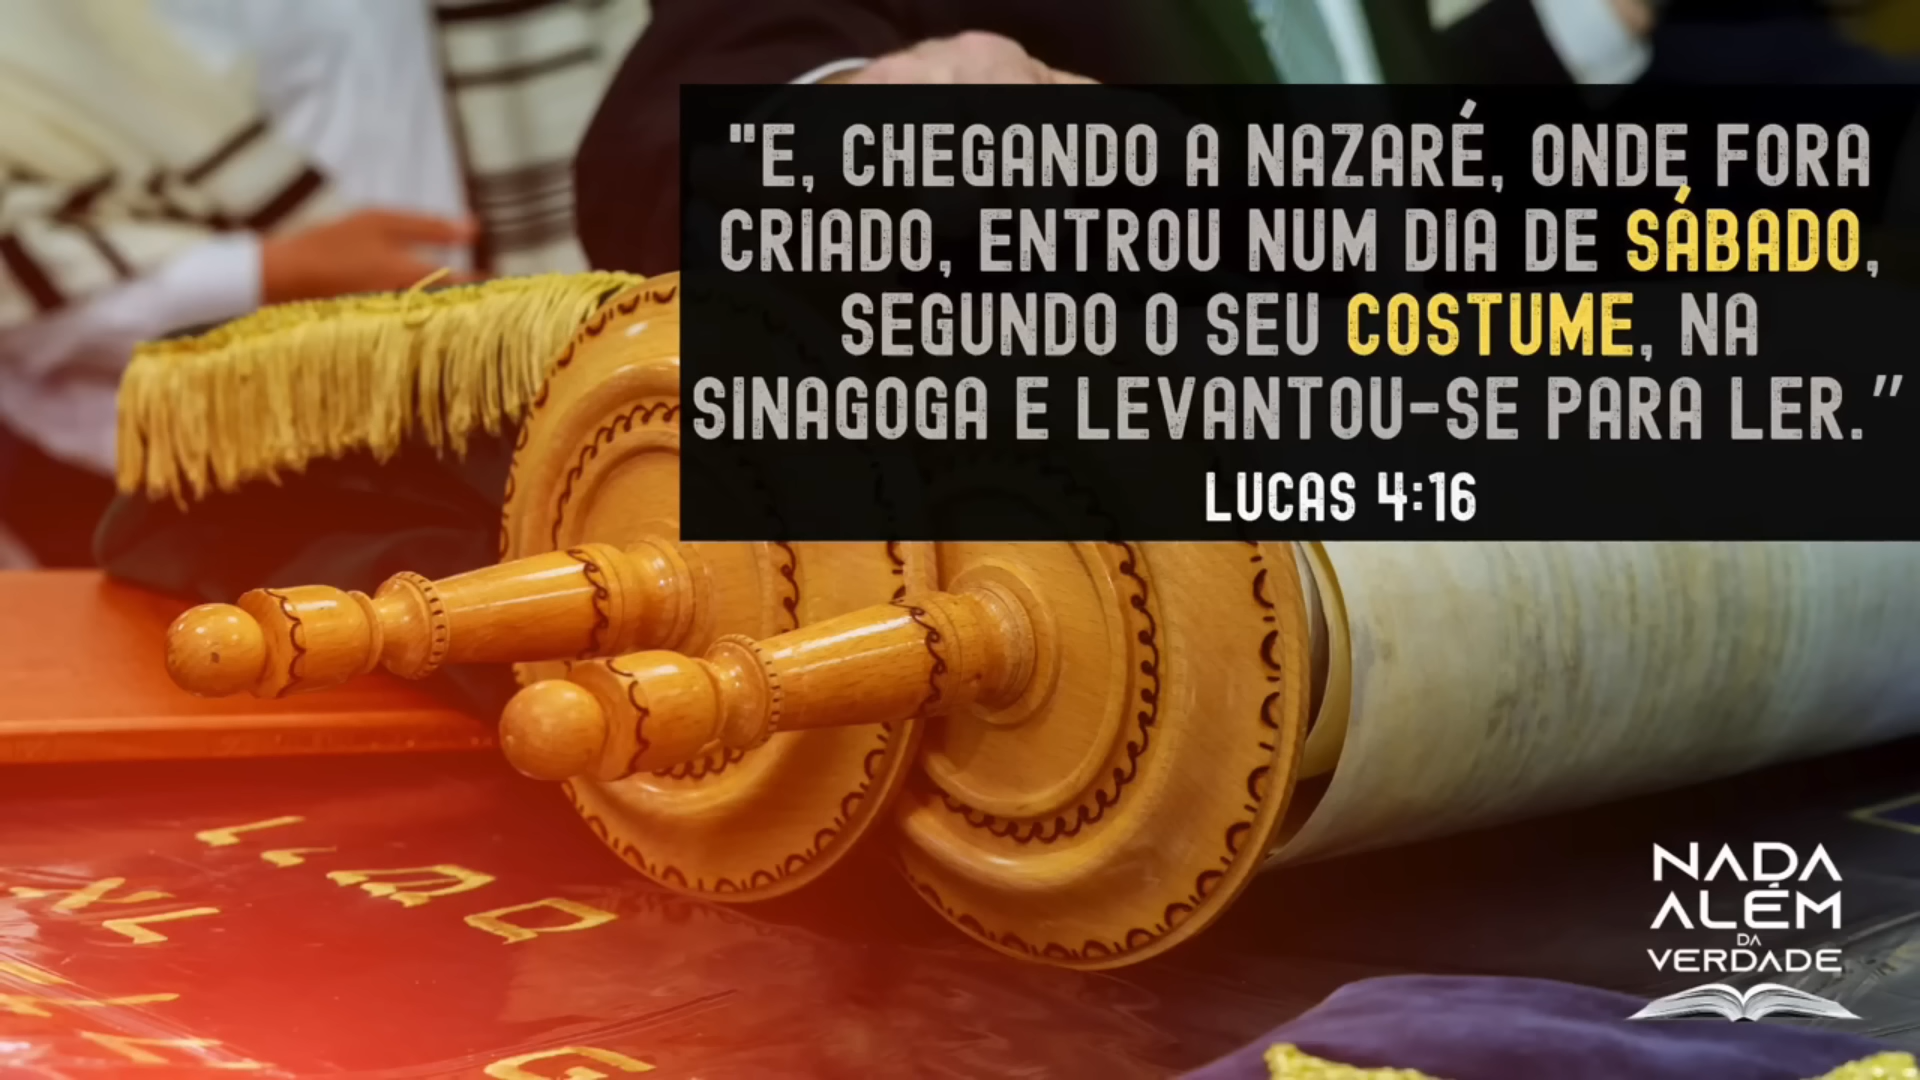 "E, CHEGANDO A NAZARÉ, ONDE FORA
CRIADO, ENTROU NUM DIA DE SÁBADO,
SEGUNDO O SEU COSTUME, NA
SINAGOGA E LEVANTOU-SE PARA LER."
LUCAS 4:16
NADA
ALÉM
DA
VERDADE